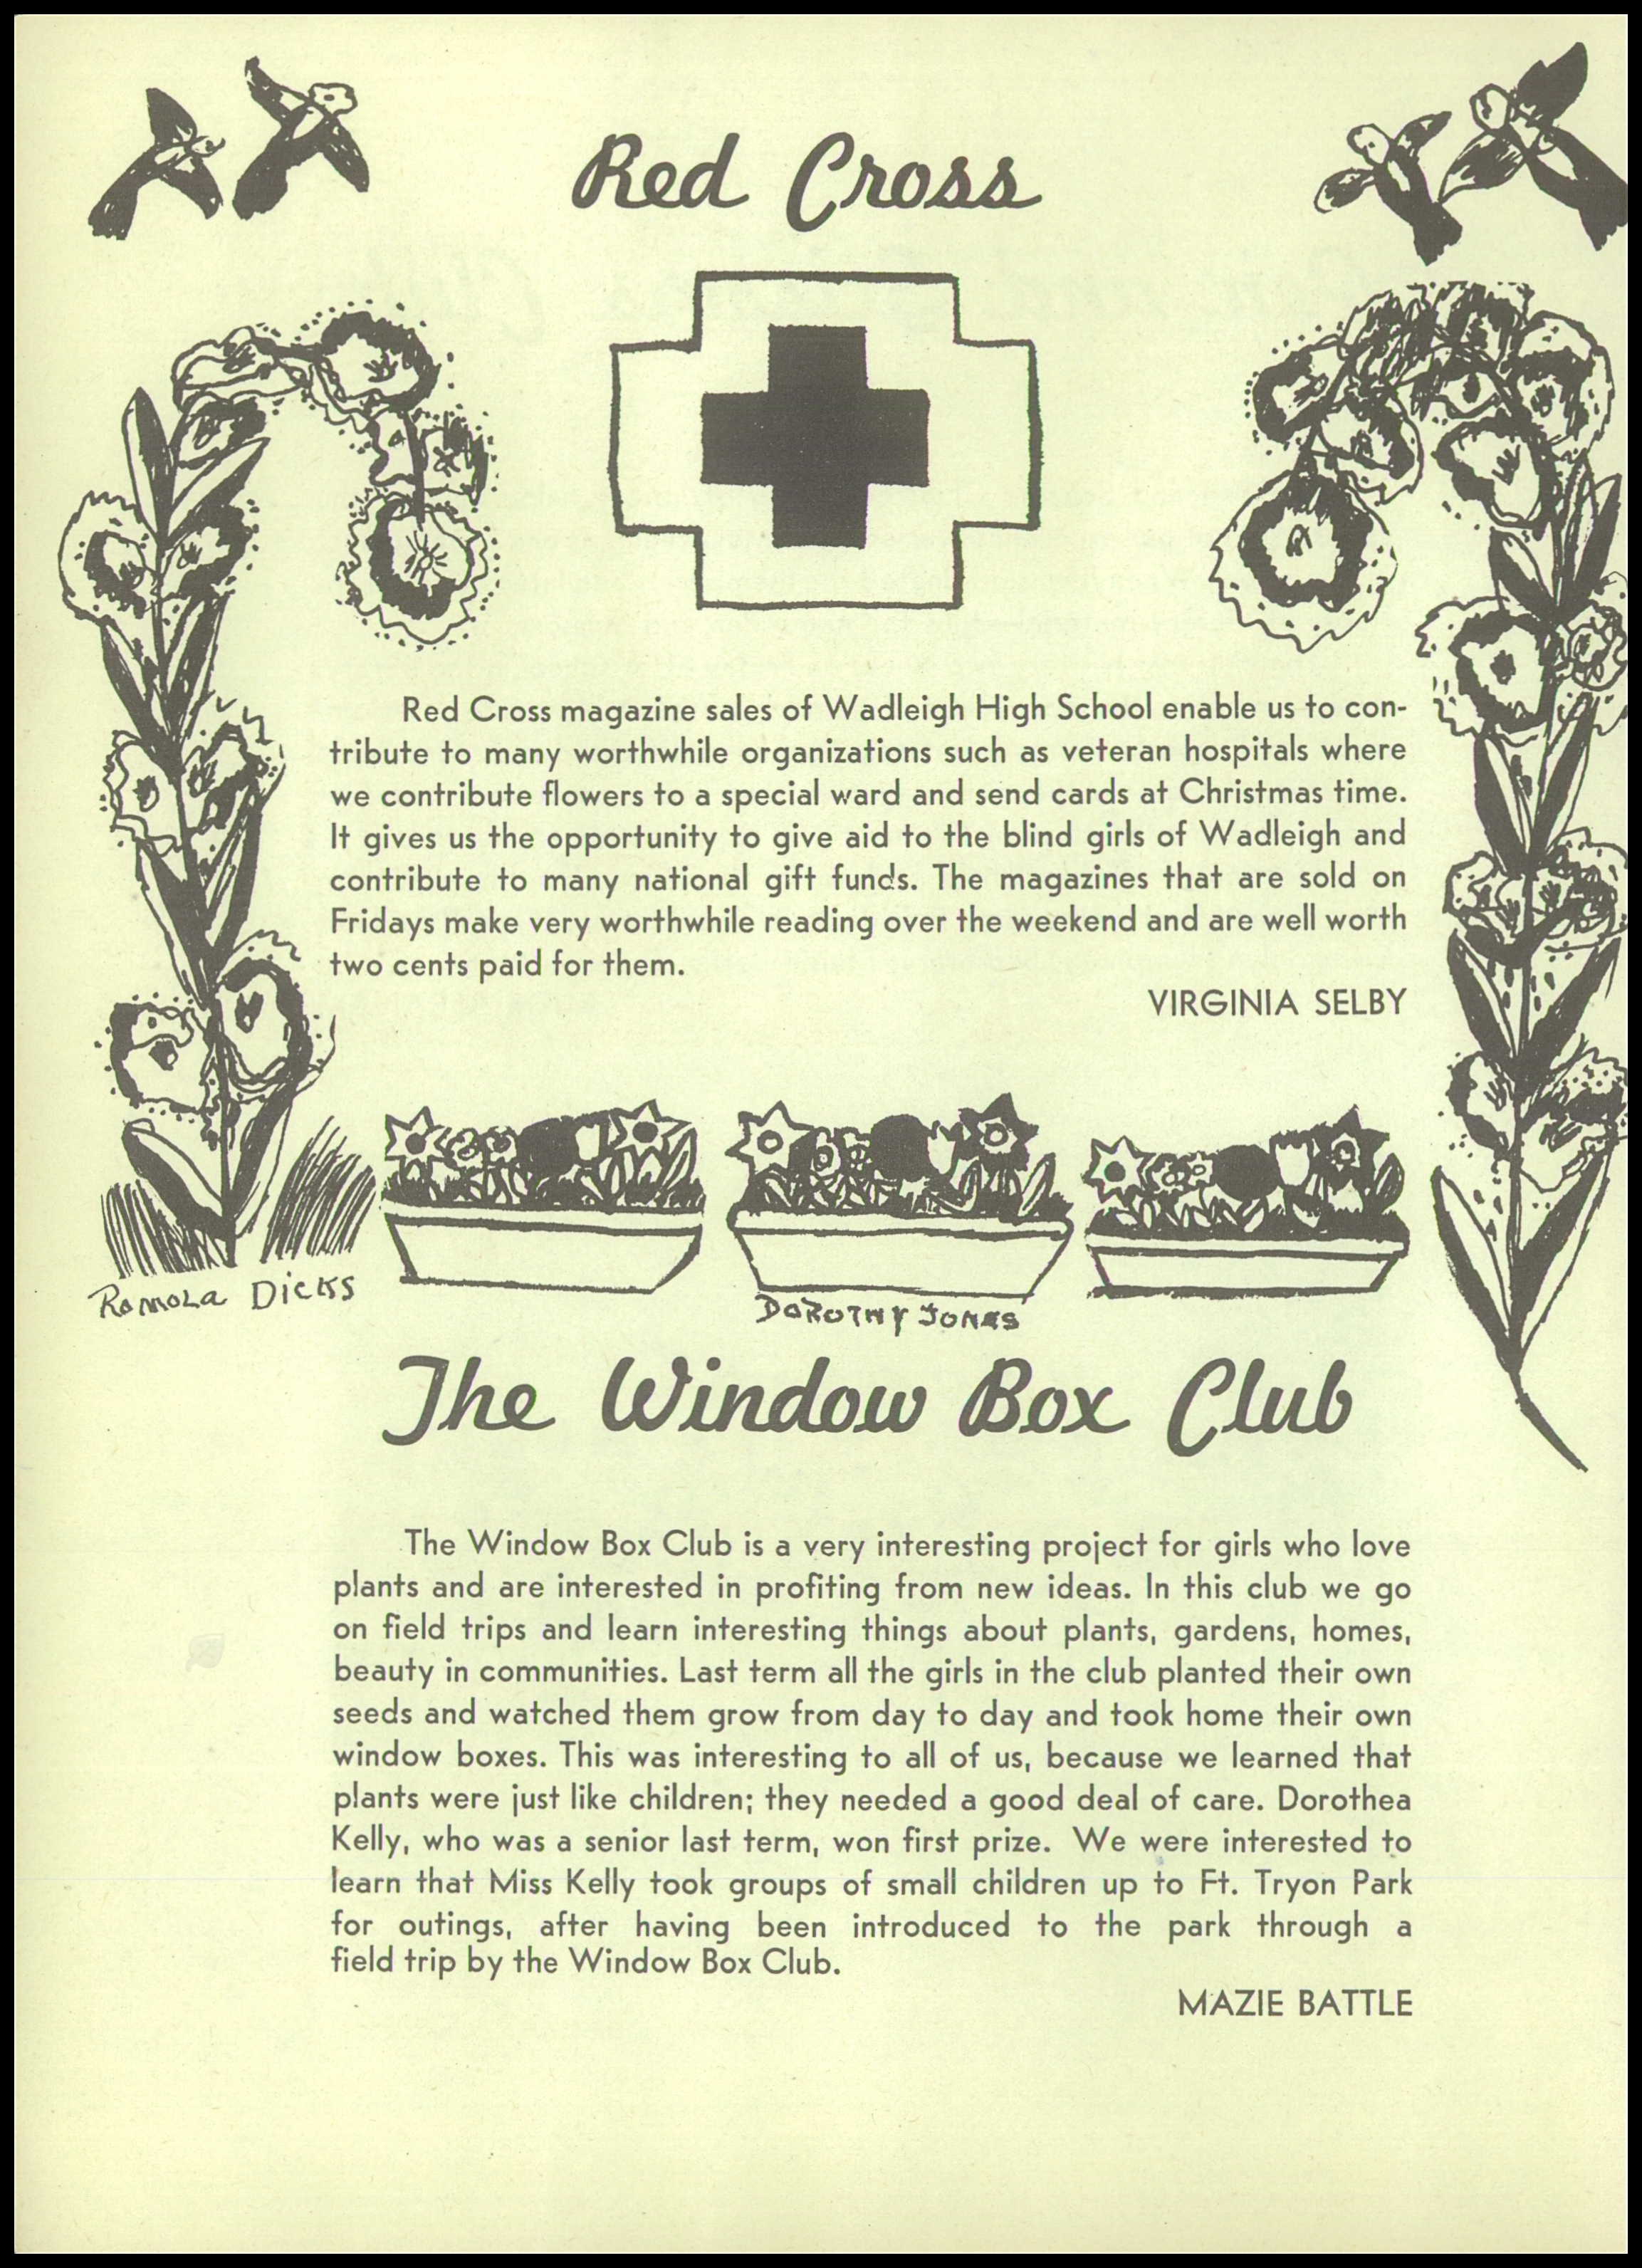 Red Cross
Red Cross magazine sales of Wadleigh High School enable us to con-
tribute to many worthwhile organizations such as veteran hospitals where
we contribute flowers to a special ward and send cards at Christmas time.
It gives us the opportunity to give aid to the blind girls of Wadleigh and
contribute to many national gift funds. The magazines that are sold on
Fridays make very worthwhile reading over the weekend and are well worth
two cents paid for them.
VIRGINIA SELBY
Romola Dicks
DOROTHY JONES
The Window Box Club
The Window Box Club is a very interesting project for girls who love
plants and are interested in profiting from new ideas. In this club we go
on field trips and learn interesting things about plants, gardens, homes,
beauty in communities. Last term all the girls in the club planted their own
seeds and watched them grow from day to day and took home their own
window boxes. This was interesting to all of us, because we learned that
plants were just like children; they needed a good deal of care. Dorothea
Kelly, who was a senior last term, won first prize. We were interested to
learn that Miss Kelly took groups of small children up to Ft. Tryon Park
for outings, after having been introduced to the park through a
field trip by the Window Box Club.
MAZIE BATTLE